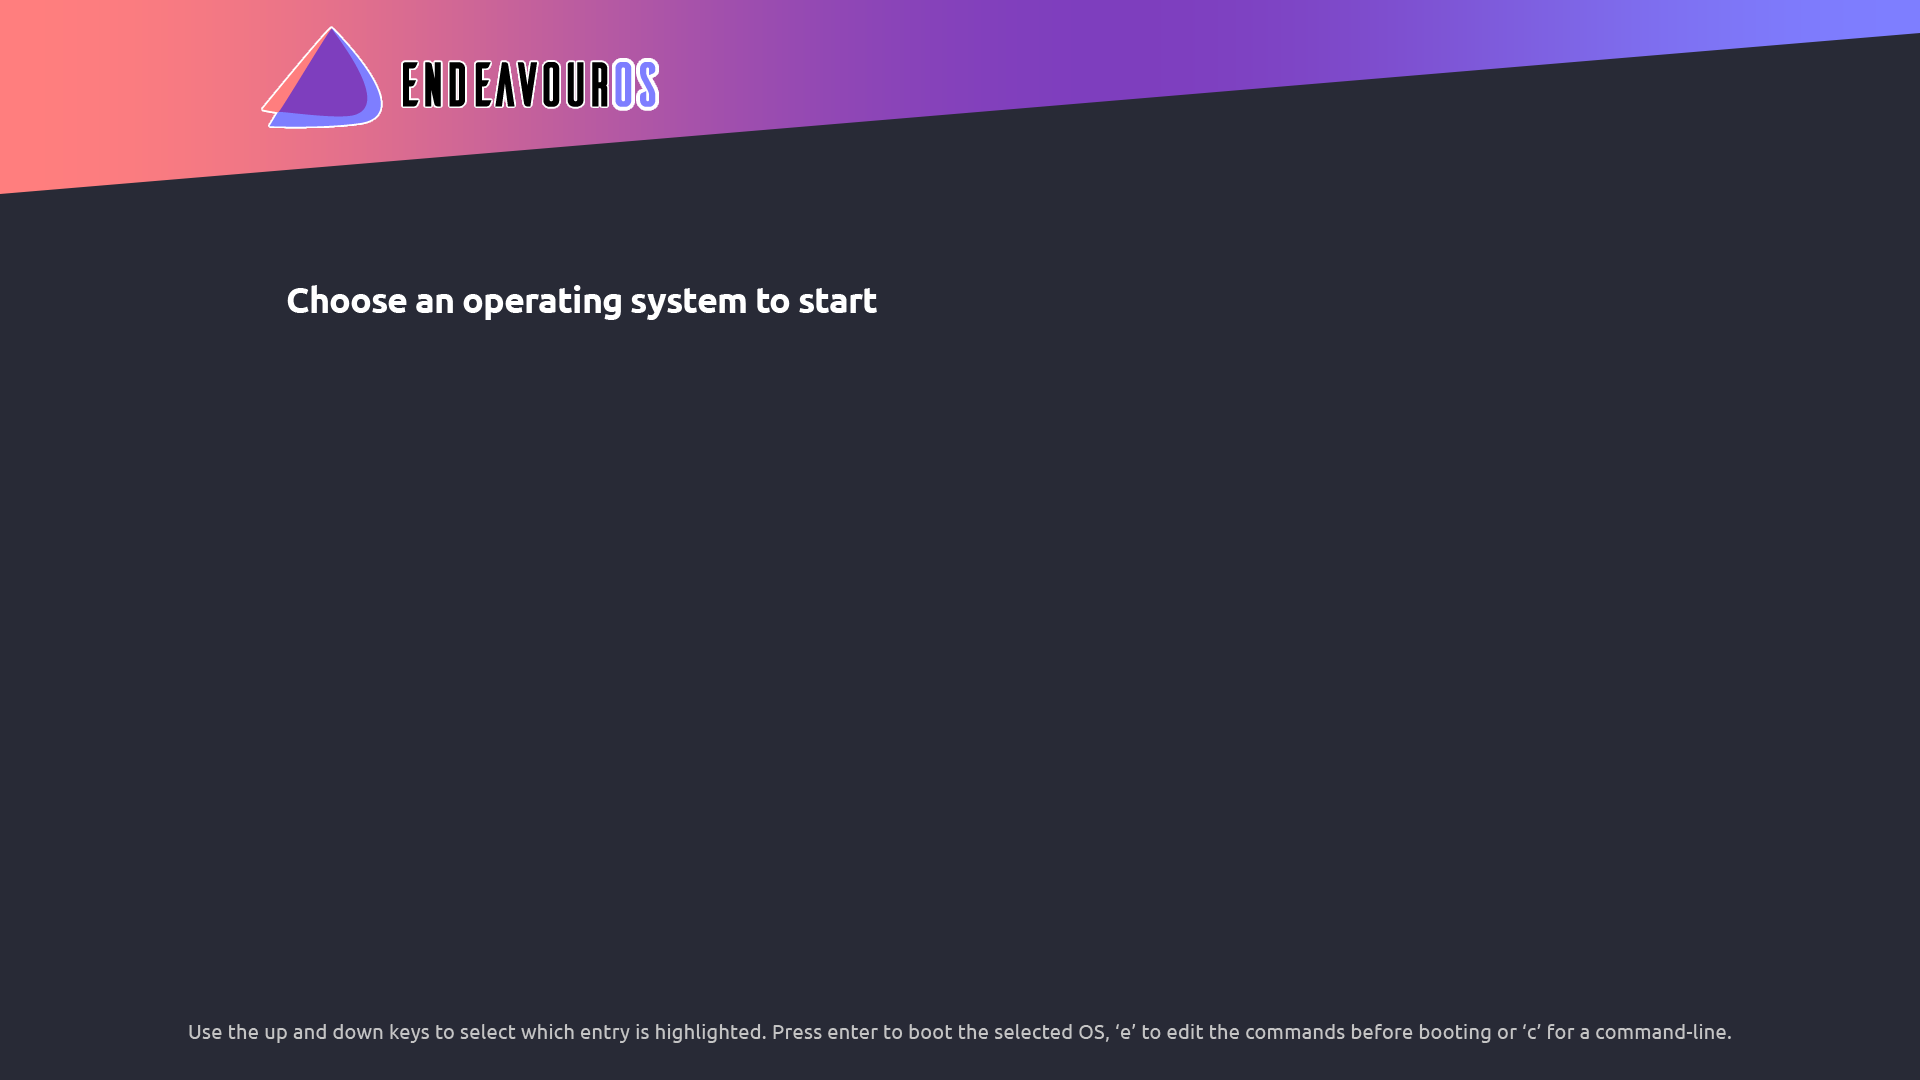 ENDEAVOUROS
Choose an operating system to start
Use the up and down keys to select which entry is highlighted. Press enter to boot the selected OS, ‘e’ to edit the commands before booting or ‘c’ for a command-line.